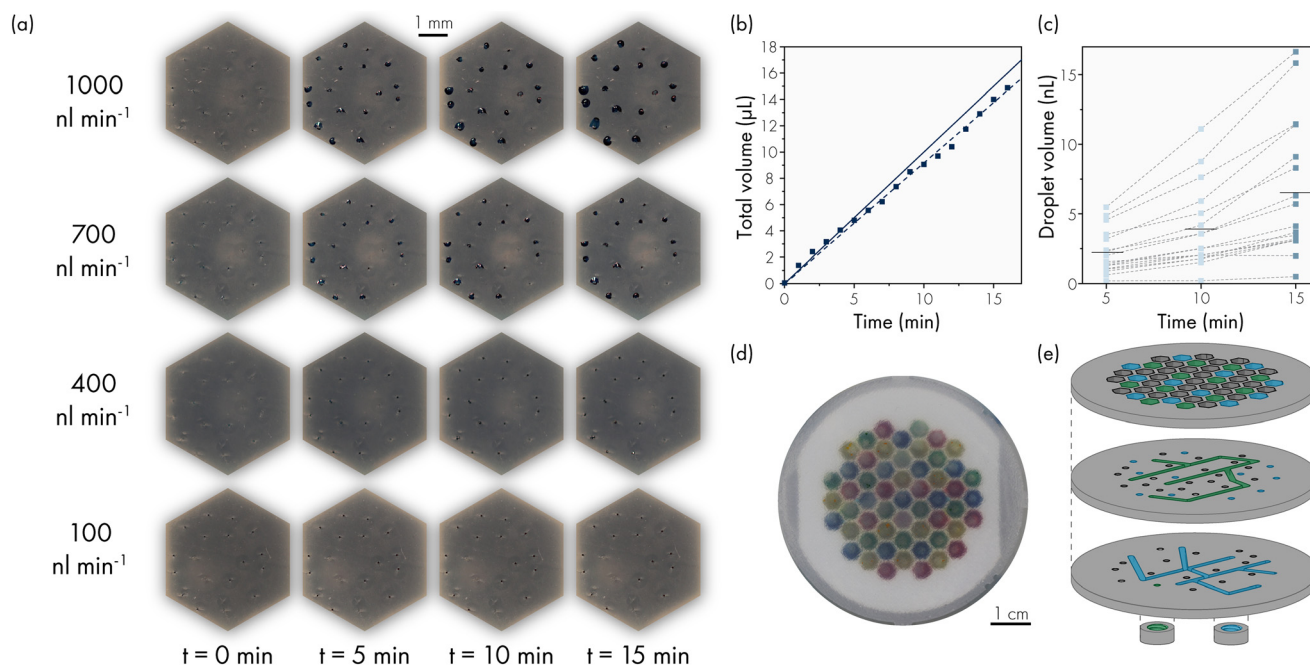 (a)
1 mm
1000
nl min-1
700
nl min-1
400
nl min-1
100
nl min-1
t = 0 min
t = 5 min
t = 10 min
t = 15 min
(b)
Total volume (µL)
18
16
14
12
10
8
6
4
2
0
0
5
10
15
Time (min)
(c)
Droplet volume (nL)
15
10
5
0
5
10
15
Time (min)
(d)
1 cm
(e)